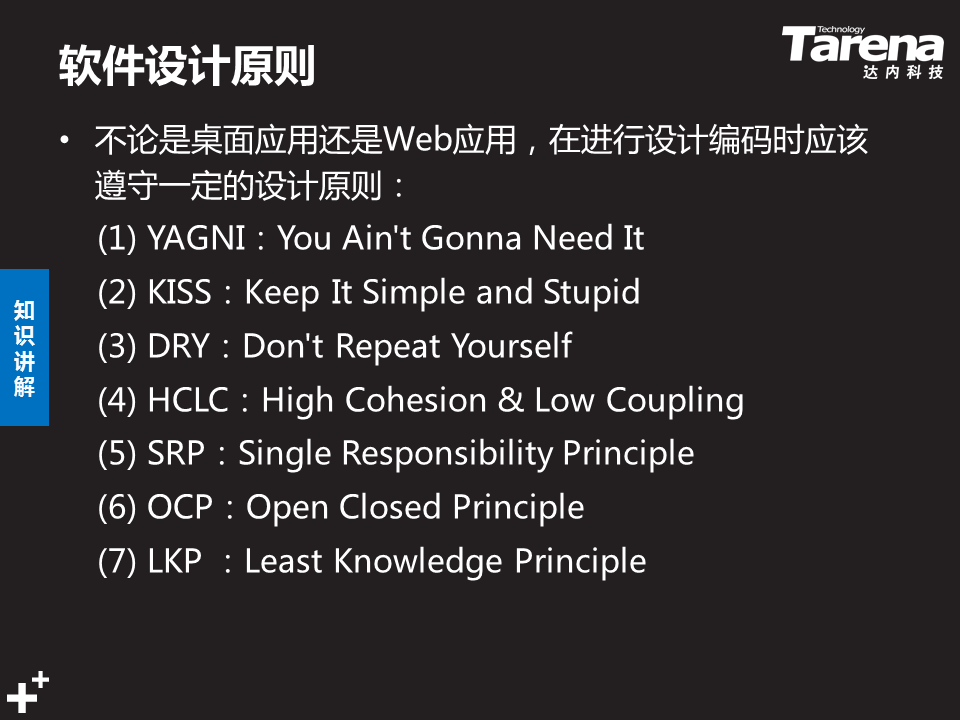 软件设计原则
Technology
Tarena
达内科技
• 不论是桌面应用还是Web应用，在进行设计编码时应该
遵守一定的设计原则：
(1) YAGNI：You Ain't Gonna Need It
(2) KISS：Keep It Simple and Stupid
(3) DRY：Don't Repeat Yourself
(4) HCLC：High Cohesion & Low Coupling
(5) SRP：Single Responsibility Principle
(6) OCP：Open Closed Principle
(7) LKP ：Least Knowledge Principle
知
识
讲
解